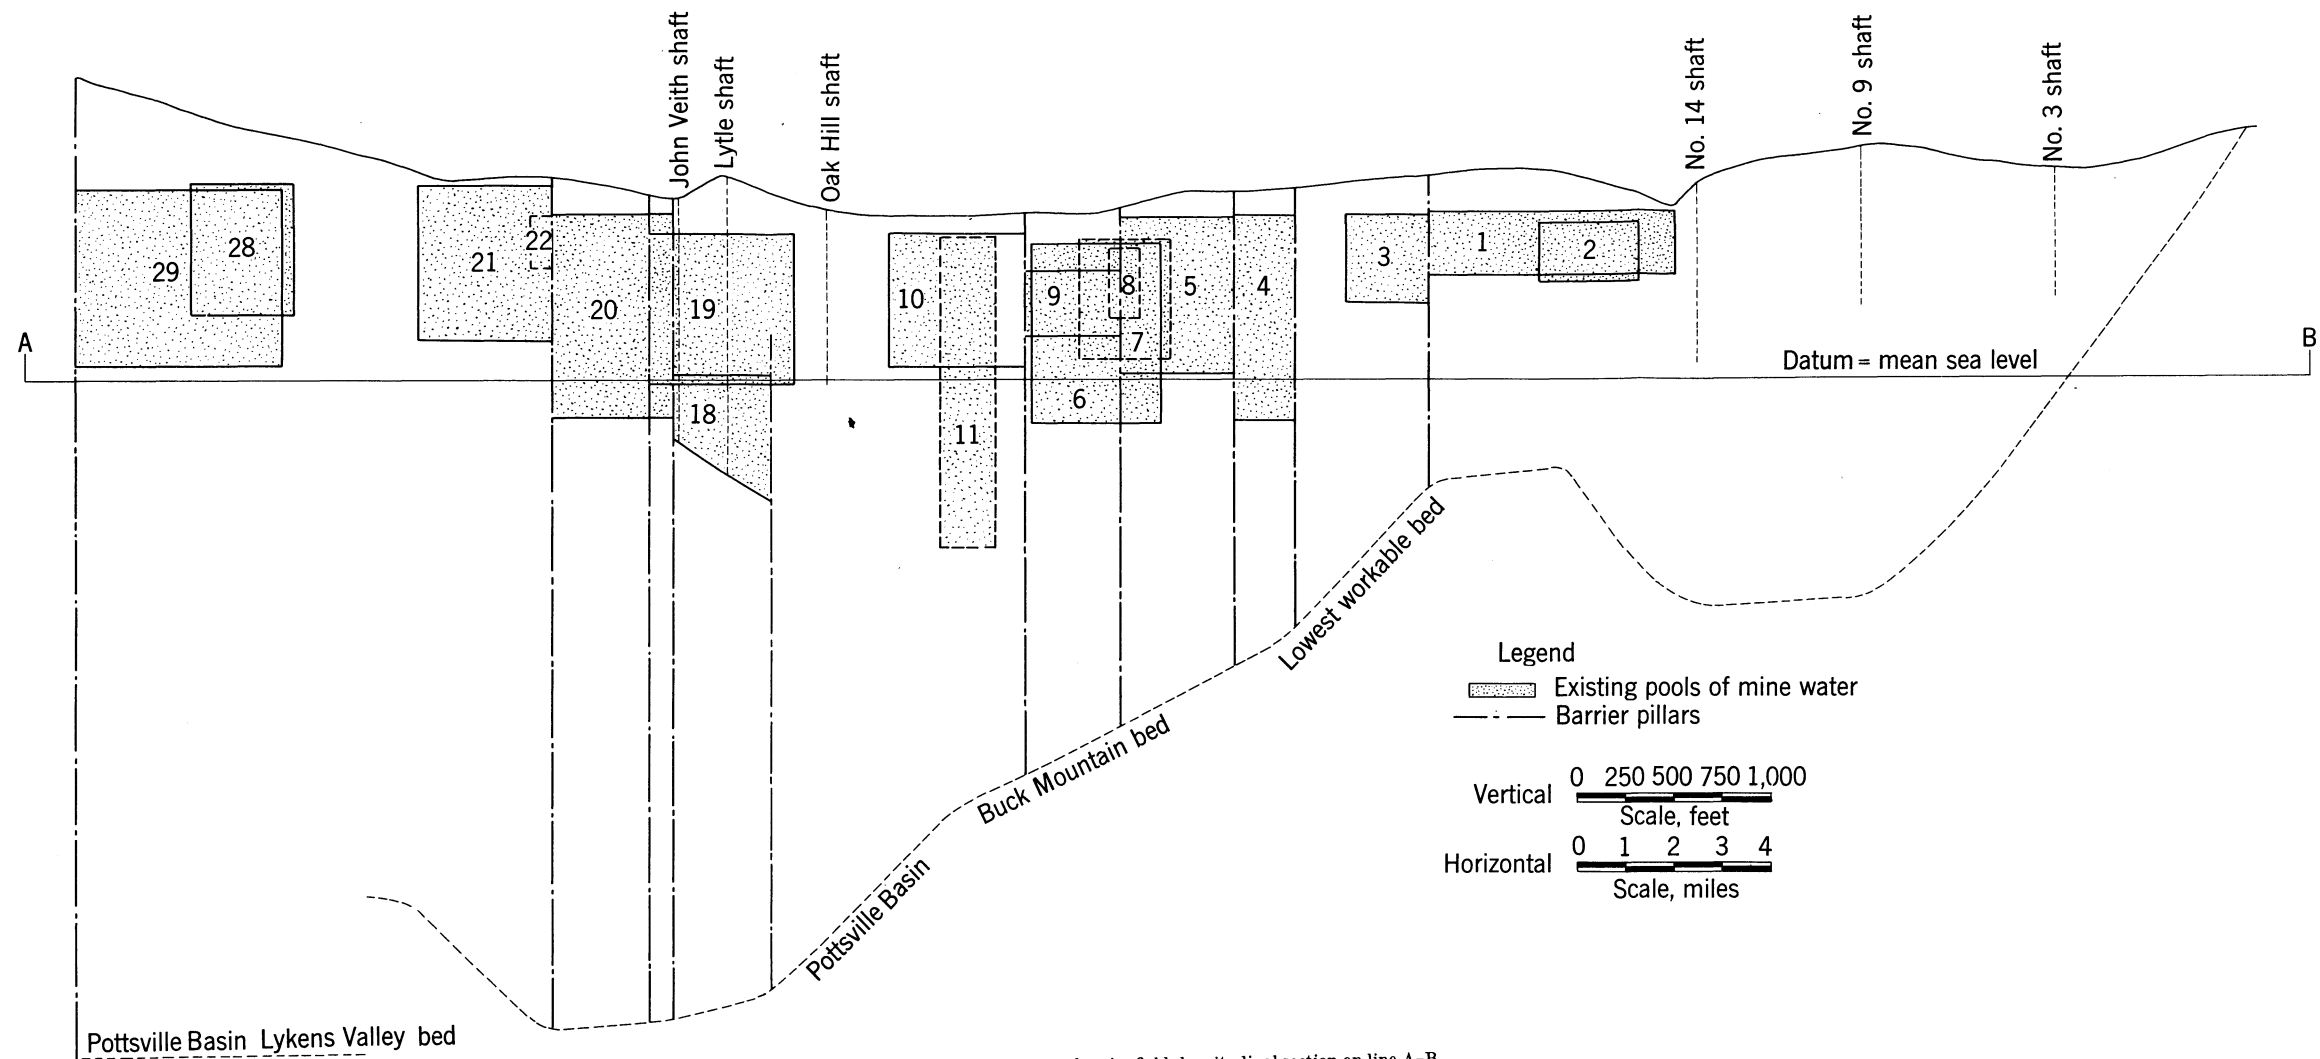 John Veith shaft
Lytle shaft
Oak Hill shaft
No. 14 shaft
No. 9 shaft
No. 3 shaft
29
28
21
22
20
19
18
10
11
9
8
7
6
5
4
3
1
2
A
B
Datum = mean sea level
Lowest workable bed
Buck Mountain bed
Pottsville Basin
Pottsville Basin Lykens Valley bed
Legend
Existing pools of mine water
Barrier pillars
Vertical 0 250 500 750 1,000
Scale, feet
Horizontal 0 1 2 3 4
Scale, miles
section on line A–B